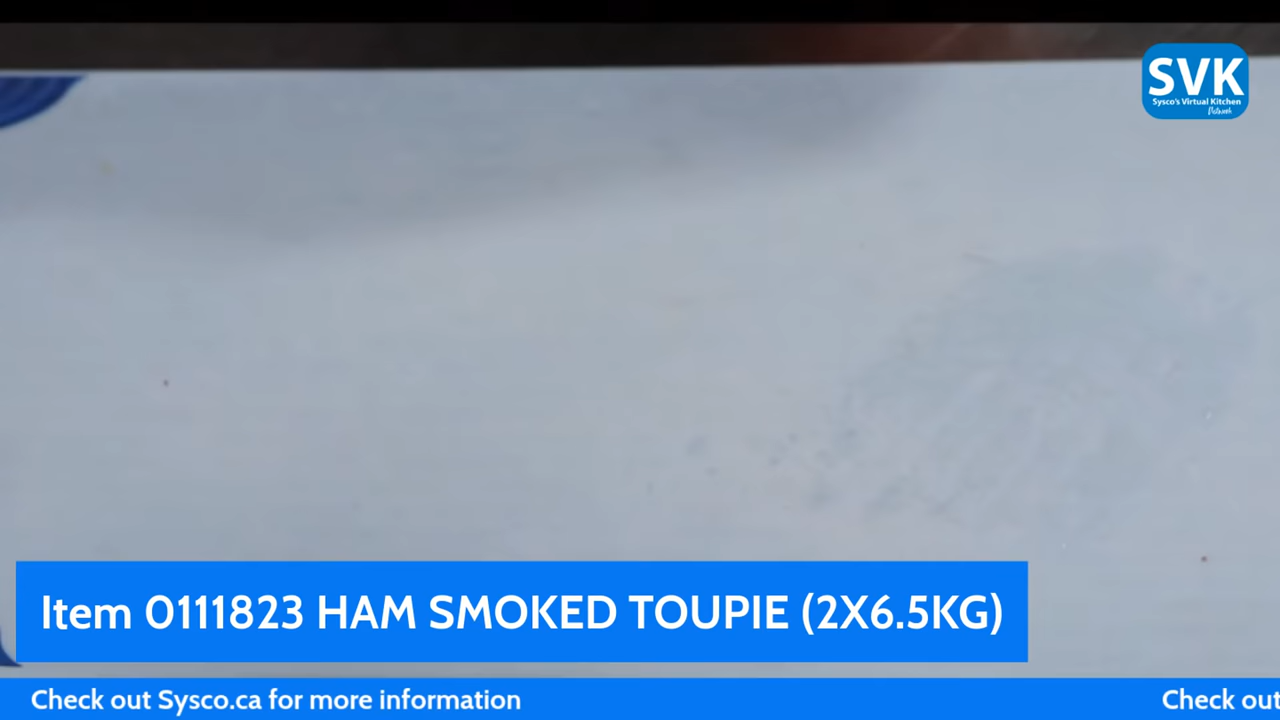 SVK
Sysco's Virtual Kitchen
Network
Item 0111823 HAM SMOKED TOUPIE (2X6.5KG)
Check out Sysco.ca for more information
Check out